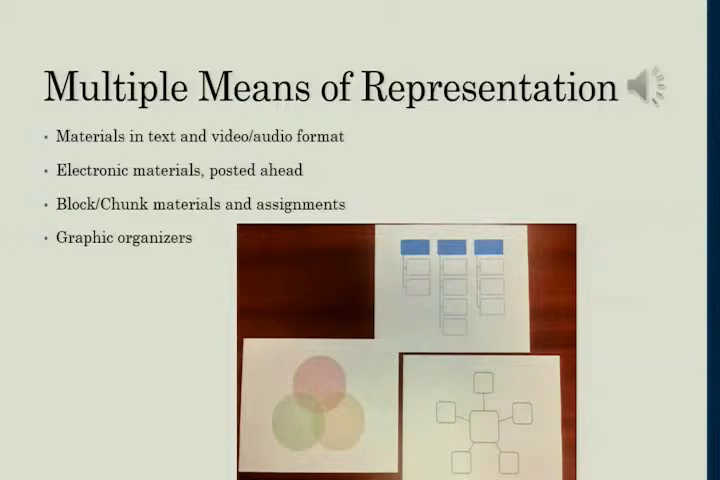 Multiple Means of Representation
• Materials in text and video/audio format
• Electronic materials, posted ahead
• Block/Chunk materials and assignments
• Graphic organizers